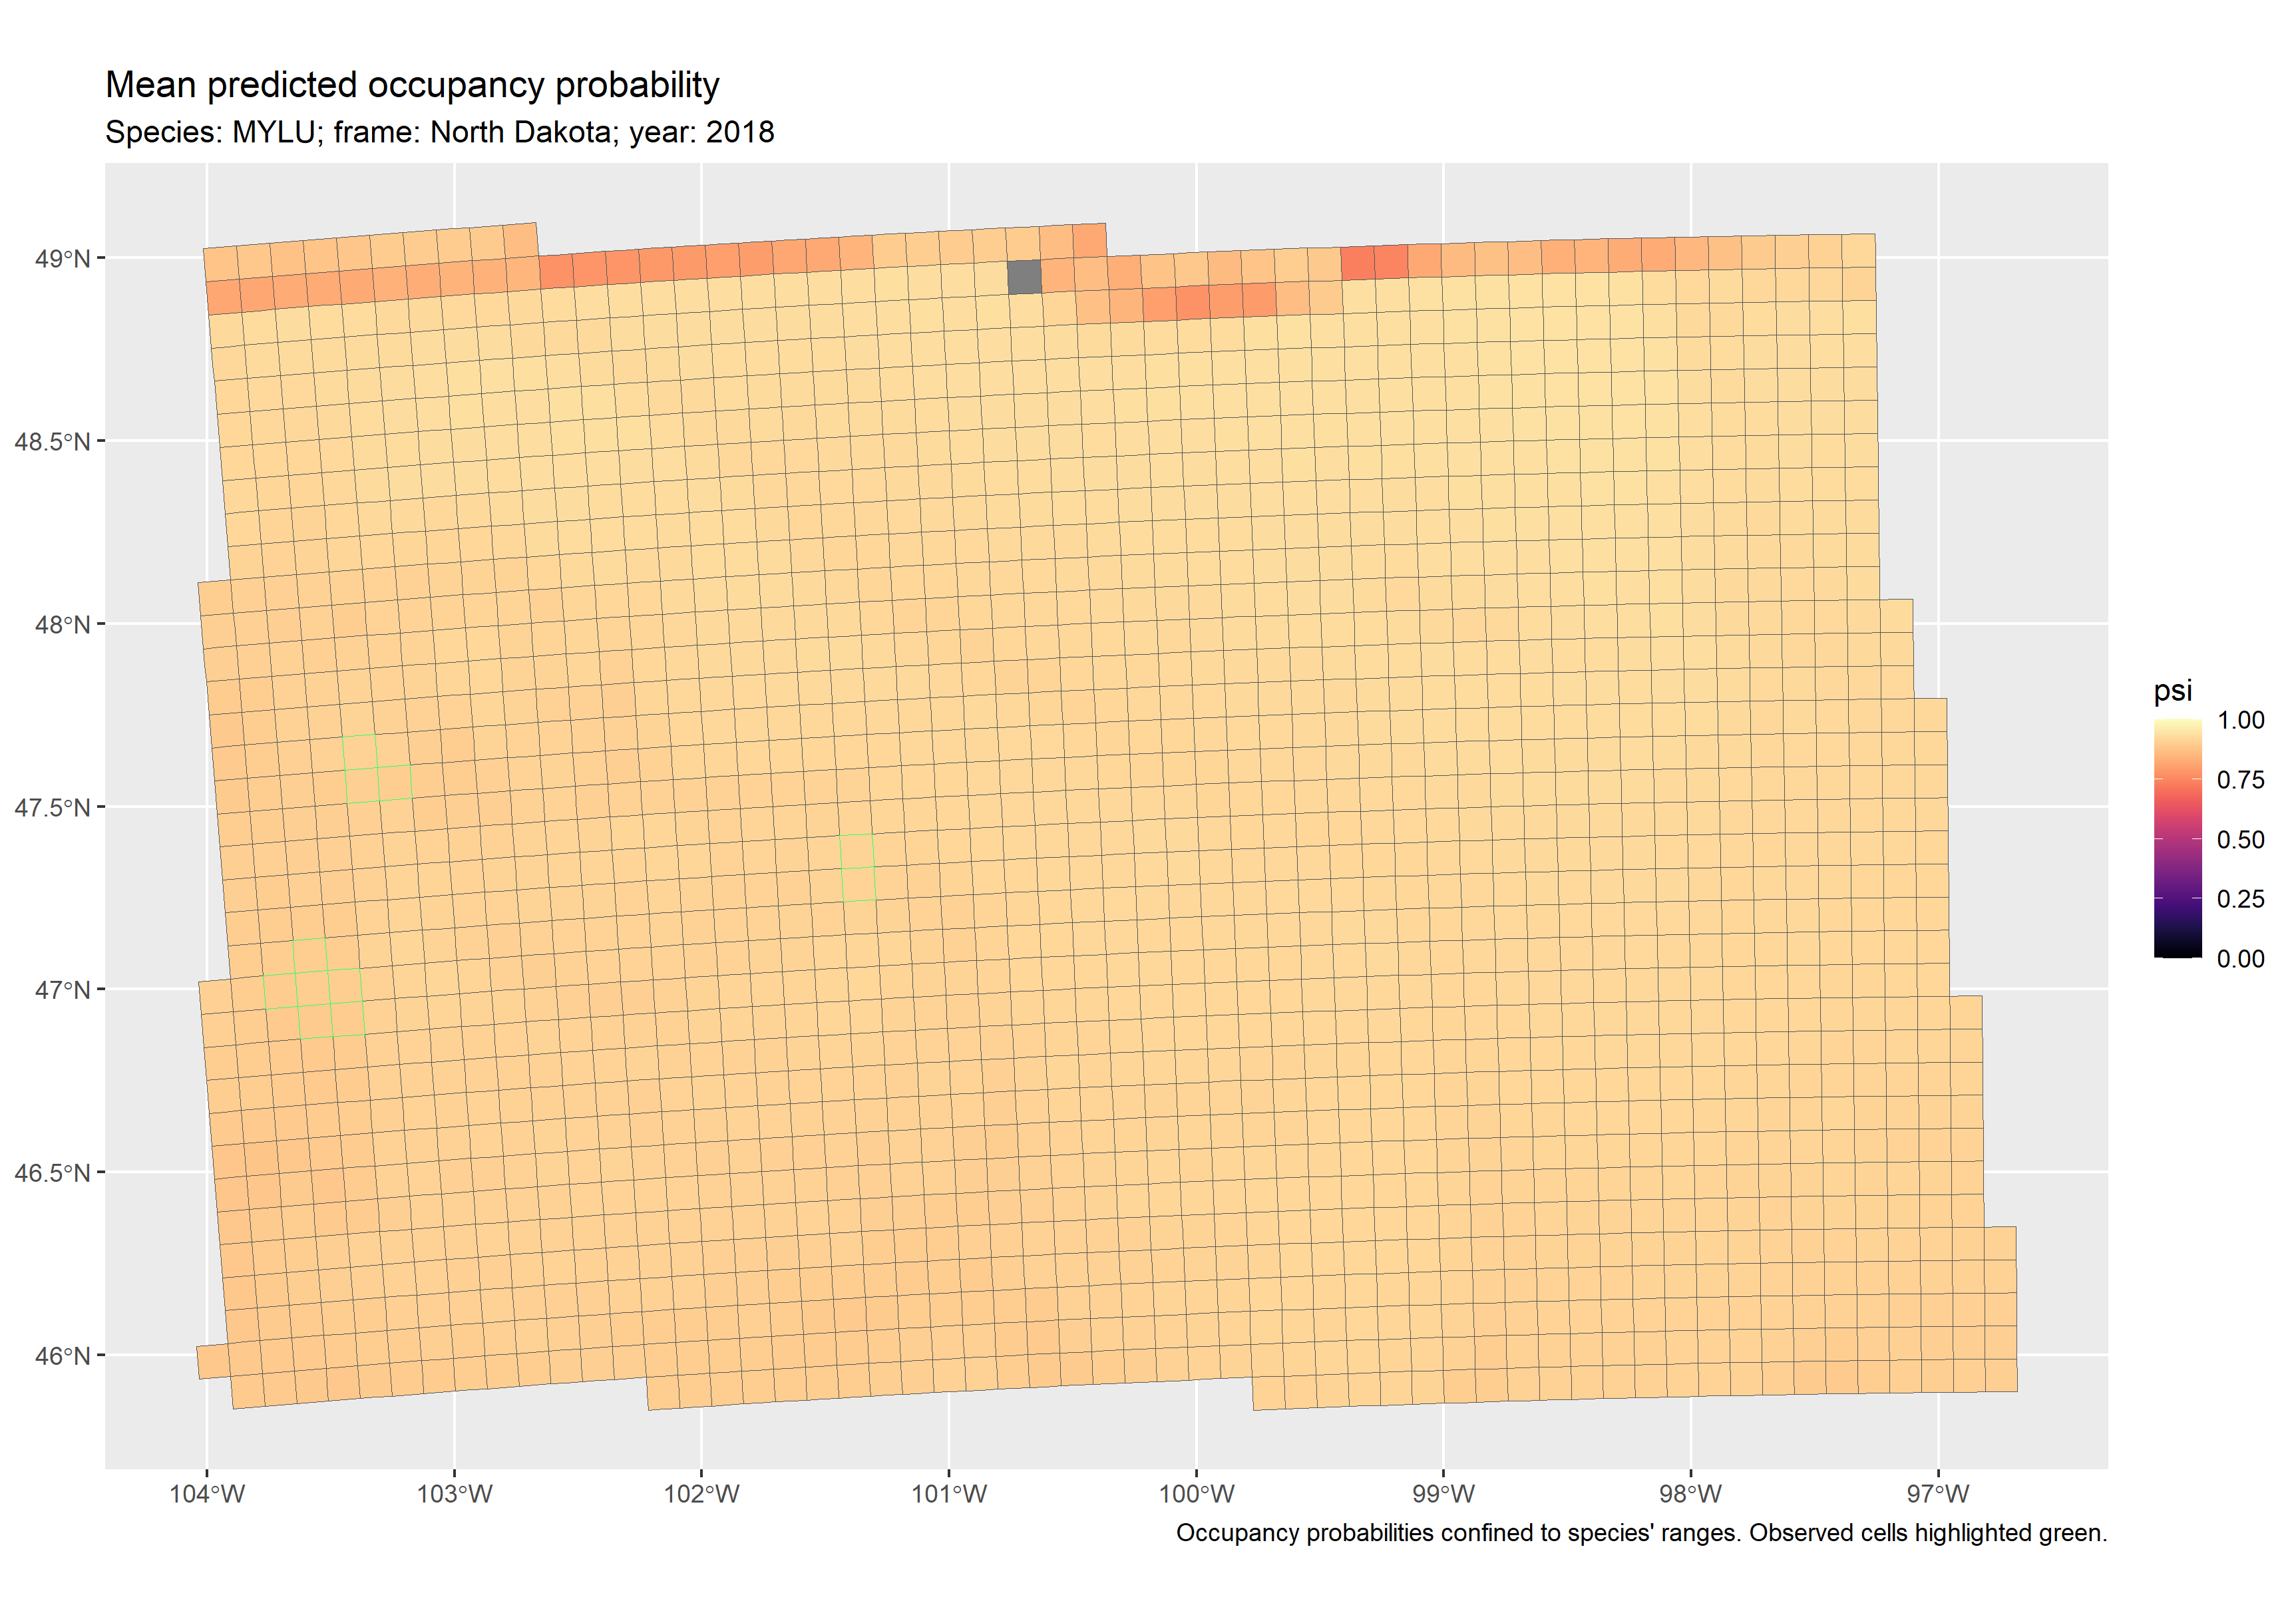 Mean predicted occupancy probability
Species: MYLU; frame: North Dakota; year: 2018
49°N
48.5°N
48°N
47.5°N
47°N
46.5°N
46°N
104°W 103°W 102°W 101°W 100°W 99°W 98°W 97°W
psi
1.00
0.75
0.50
0.25
0.00
Occupancy probabilities confined to species' ranges. Observed cells highlighted green.